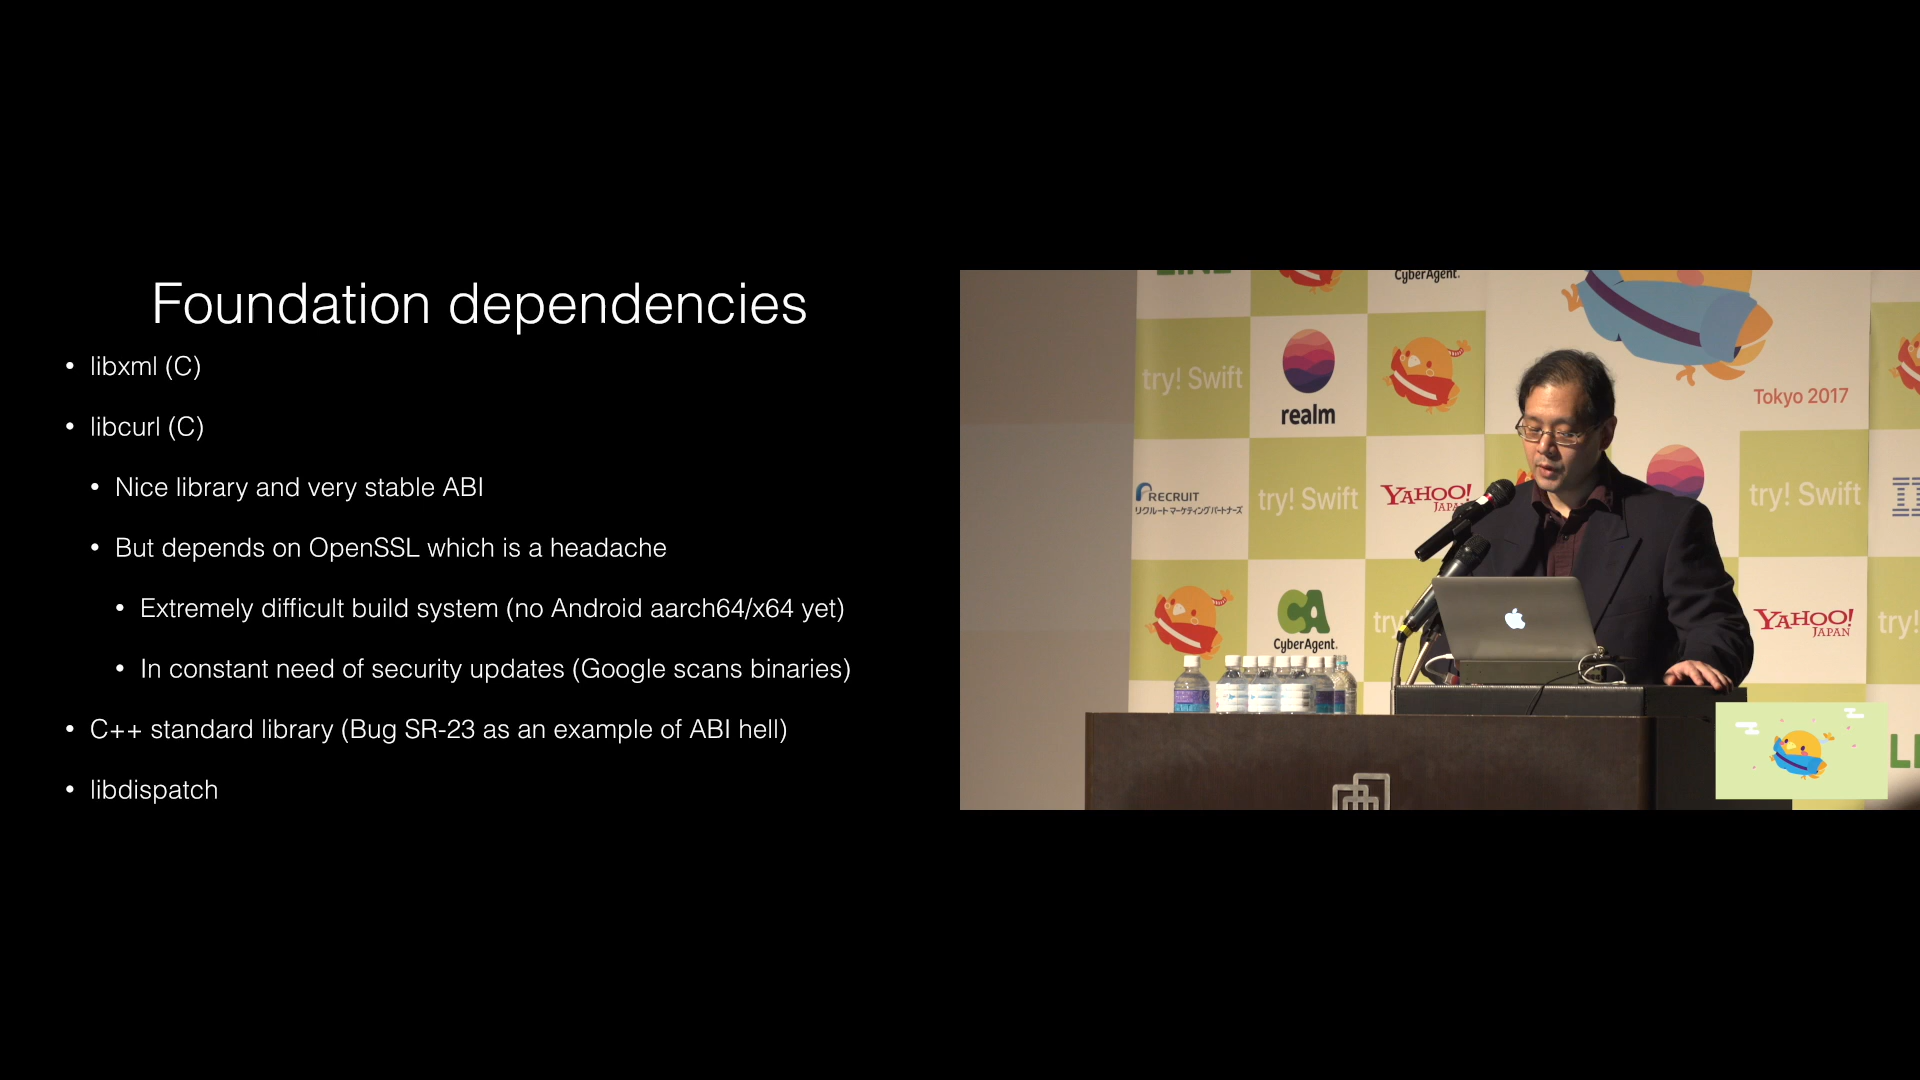 Foundation dependencies
• libxml (C)
• libcurl (C)
• Nice library and very stable ABI
• But depends on OpenSSL which is a headache
• Extremely difficult build system (no Android aarch64/x64 yet)
• In constant need of security updates (Google scans binaries)
• C++ standard library (Bug SR-23 as an example of ABI hell)
• libdispatch
CyberAgent.
try! Swift
realm
Tokyo 2017
RECRUIT
リクルート マーケティングパートナーズ
try! Swift
YAHOO!
JAPAN
try! Swift
CA
CyberAgent.
try!
YAHOO!
JAPAN
try!